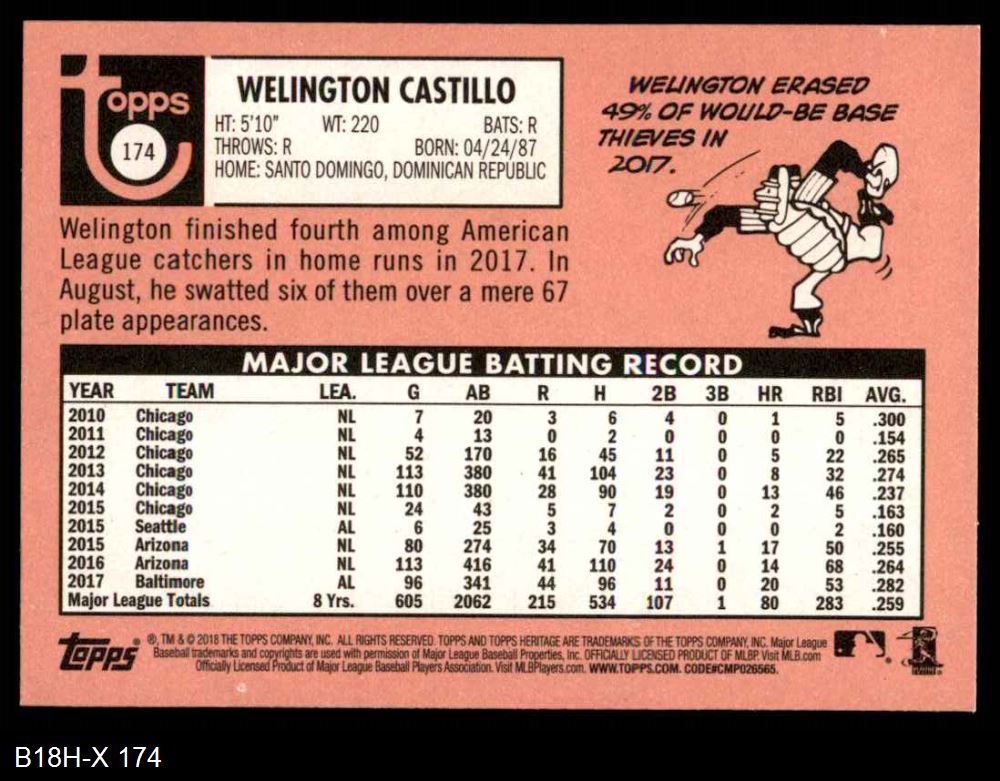 Topps
174
WELINGTON CASTILLO
HT: 5'10" WT: 220 BATS: R
THROWS: R BORN: 04/24/87
HOME: SANTO DOMINGO, DOMINICAN REPUBLIC
WELINGTON ERASED
49% OF WOULD-BE BASE
THIEVES IN
2017.
Welington finished fourth among American
League catchers in home runs in 2017. In
August, he swatted six of them over a mere 67
plate appearances.
MAJOR LEAGUE BATTING RECORD
YEAR TEAM LEA. G AB R H 2B 3B HR RBI AVG.
2010 Chicago NL 7 20 3 6 4 0 1 5 .300
2011 Chicago NL 4 13 0 2 0 0 0 0 .154
2012 Chicago NL 52 170 16 45 11 0 5 22 .265
2013 Chicago NL 113 380 41 104 23 0 8 32 .274
2014 Chicago NL 110 380 28 90 19 0 13 46 .237
2015 Chicago NL 24 43 5 7 2 0 2 5 .163
2015 Seattle AL 6 25 3 4 0 0 0 2 .160
2015 Arizona NL 80 274 34 70 13 1 17 50 .255
2016 Arizona NL 113 416 41 110 24 0 14 68 .264
2017 Baltimore AL 96 341 44 96 11 0 20 53 .282
Major League Totals 8 Yrs. 605 2062 215 534 107 1 80 283 .259
Topps ®, TM & © 2018 THE TOPPS COMPANY, INC. ALL RIGHTS RESERVED. TOPPS AND TOPPS HERITAGE ARE TRADEMARKS OF THE TOPPS COMPANY, INC. Major League
Baseball trademarks and copyrights are used with permission of Major League Baseball Properties, Inc. OFFICIALLY LICENSED PRODUCT OF MLBP. Visit MLB.com
Officially Licensed Product of Major League Baseball Players Association. Visit MLBPlayers.com. WWW.TOPPS.COM. CODE#CMP026565.
B18H-X 174